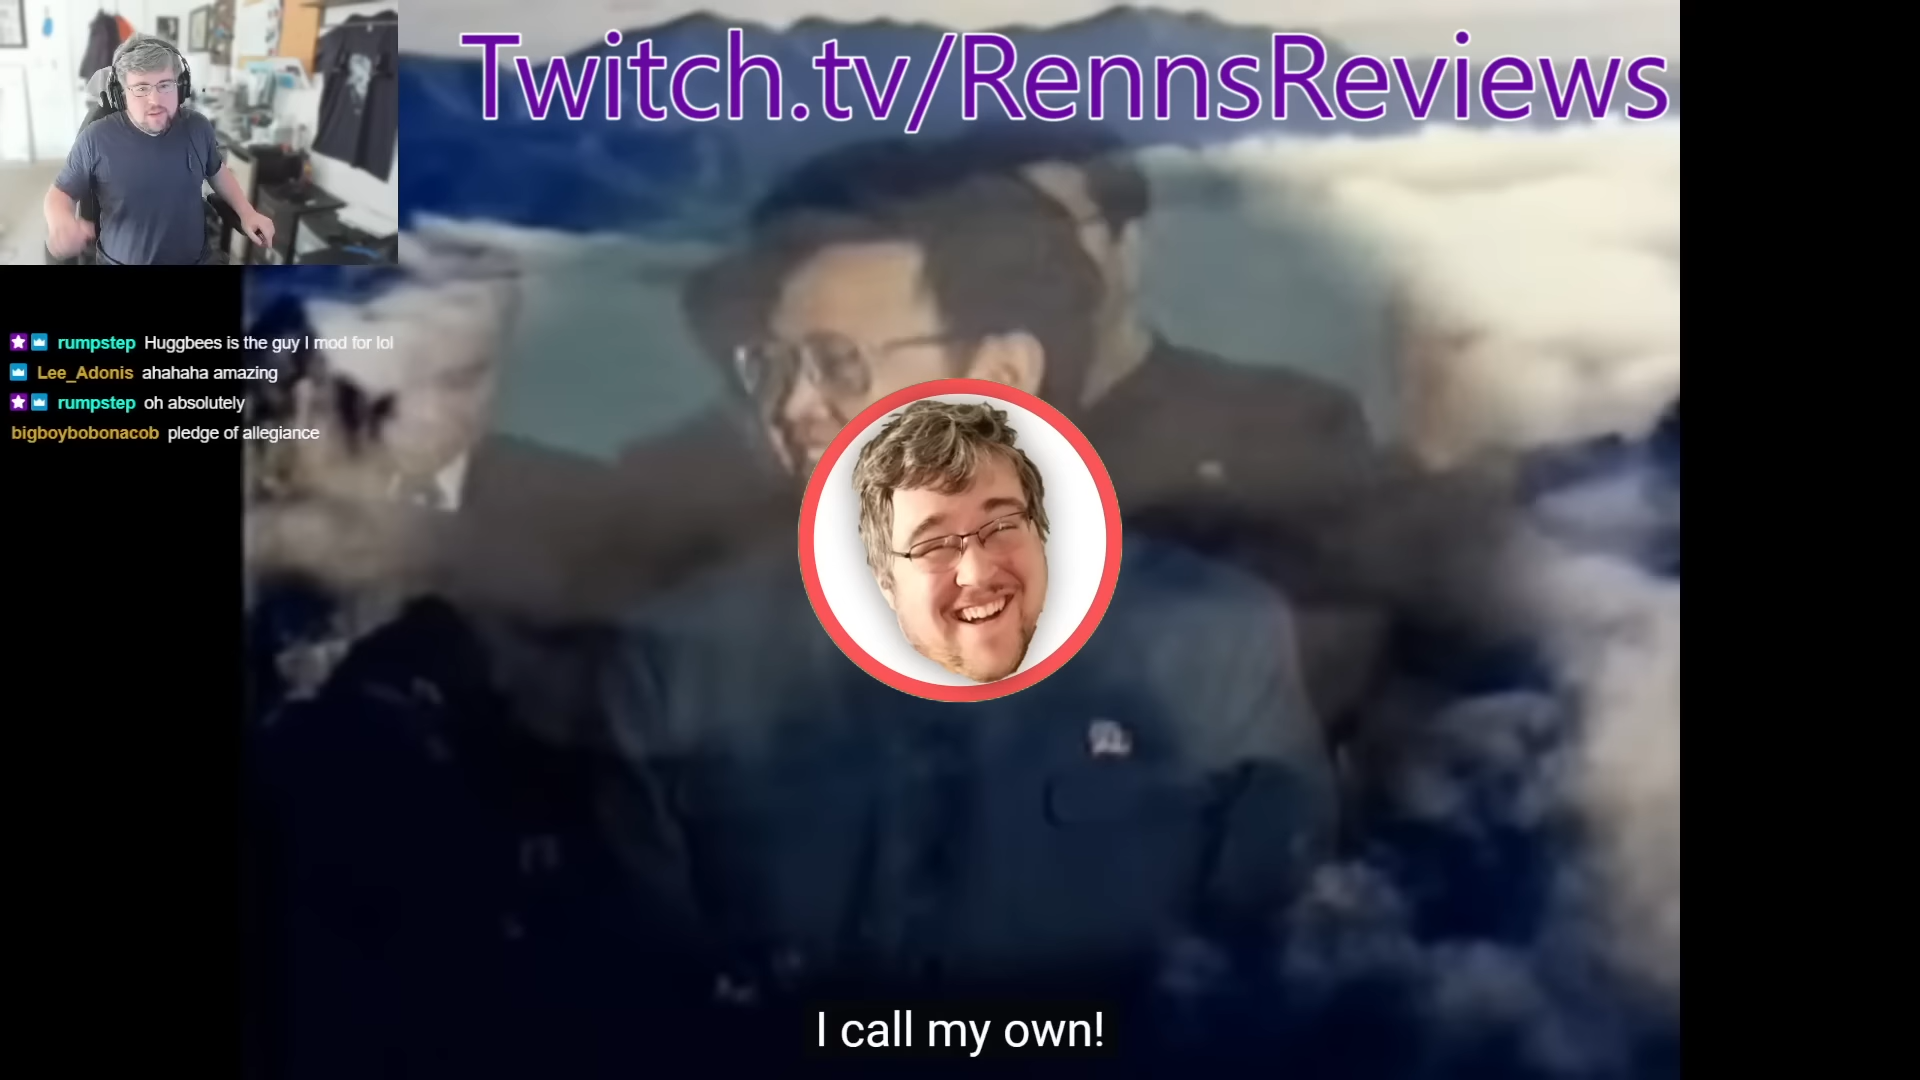 Twitch.tv/RennsReviews
rumpstep Huggbees is the guy I mod for lol
Lee_Adonis ahahaha amazing
rumpstep oh absolutely
bigboybobonacob pledge of allegiance
I call my own!